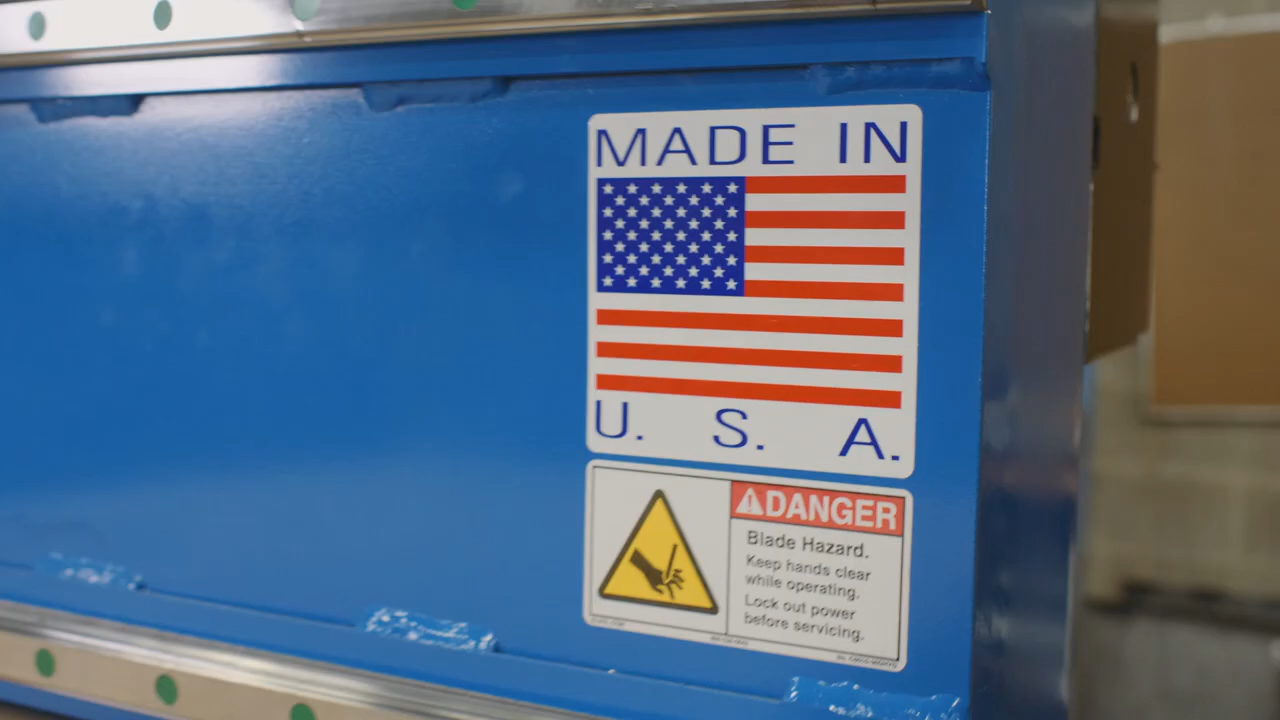 MADE IN
U. S. A.
DANGER
Blade Hazard.
Keep hands clear
while operating.
Lock out power
before servicing.